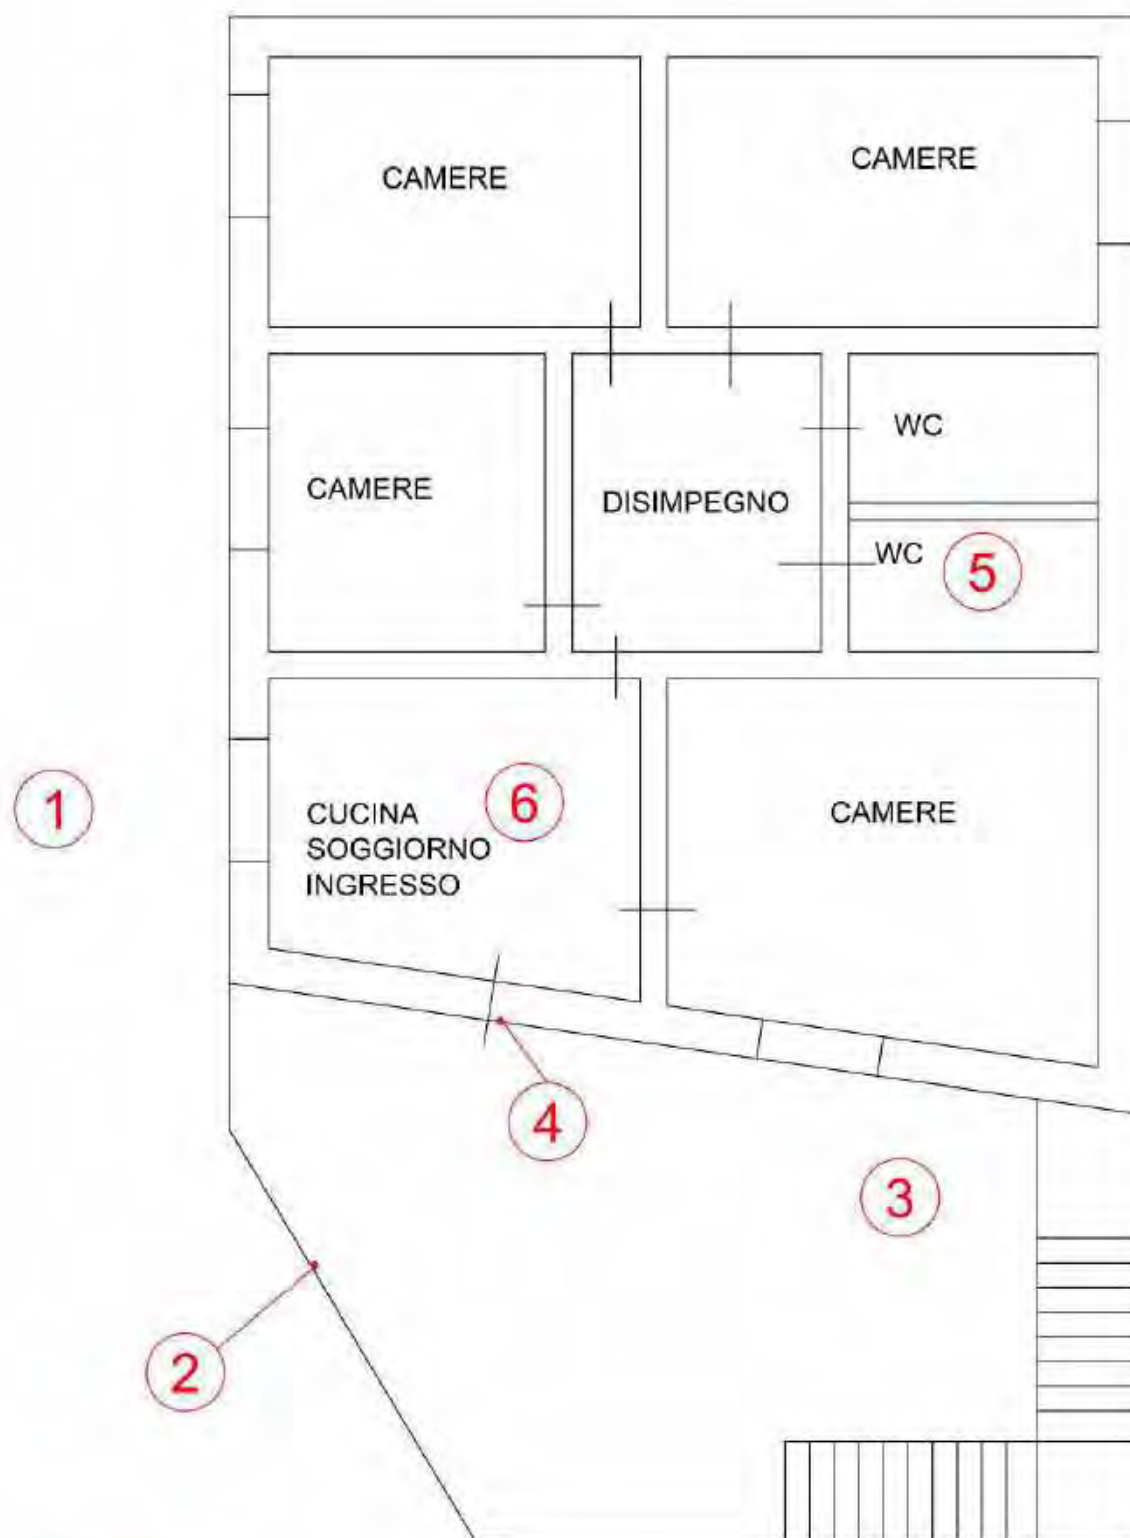 CAMERE
CAMERE
WC
CAMERE
DISIMPEGNO
WC
5
1
6
CUCINA
SOGGIORNO
INGRESSO
CAMERE
4
3
2